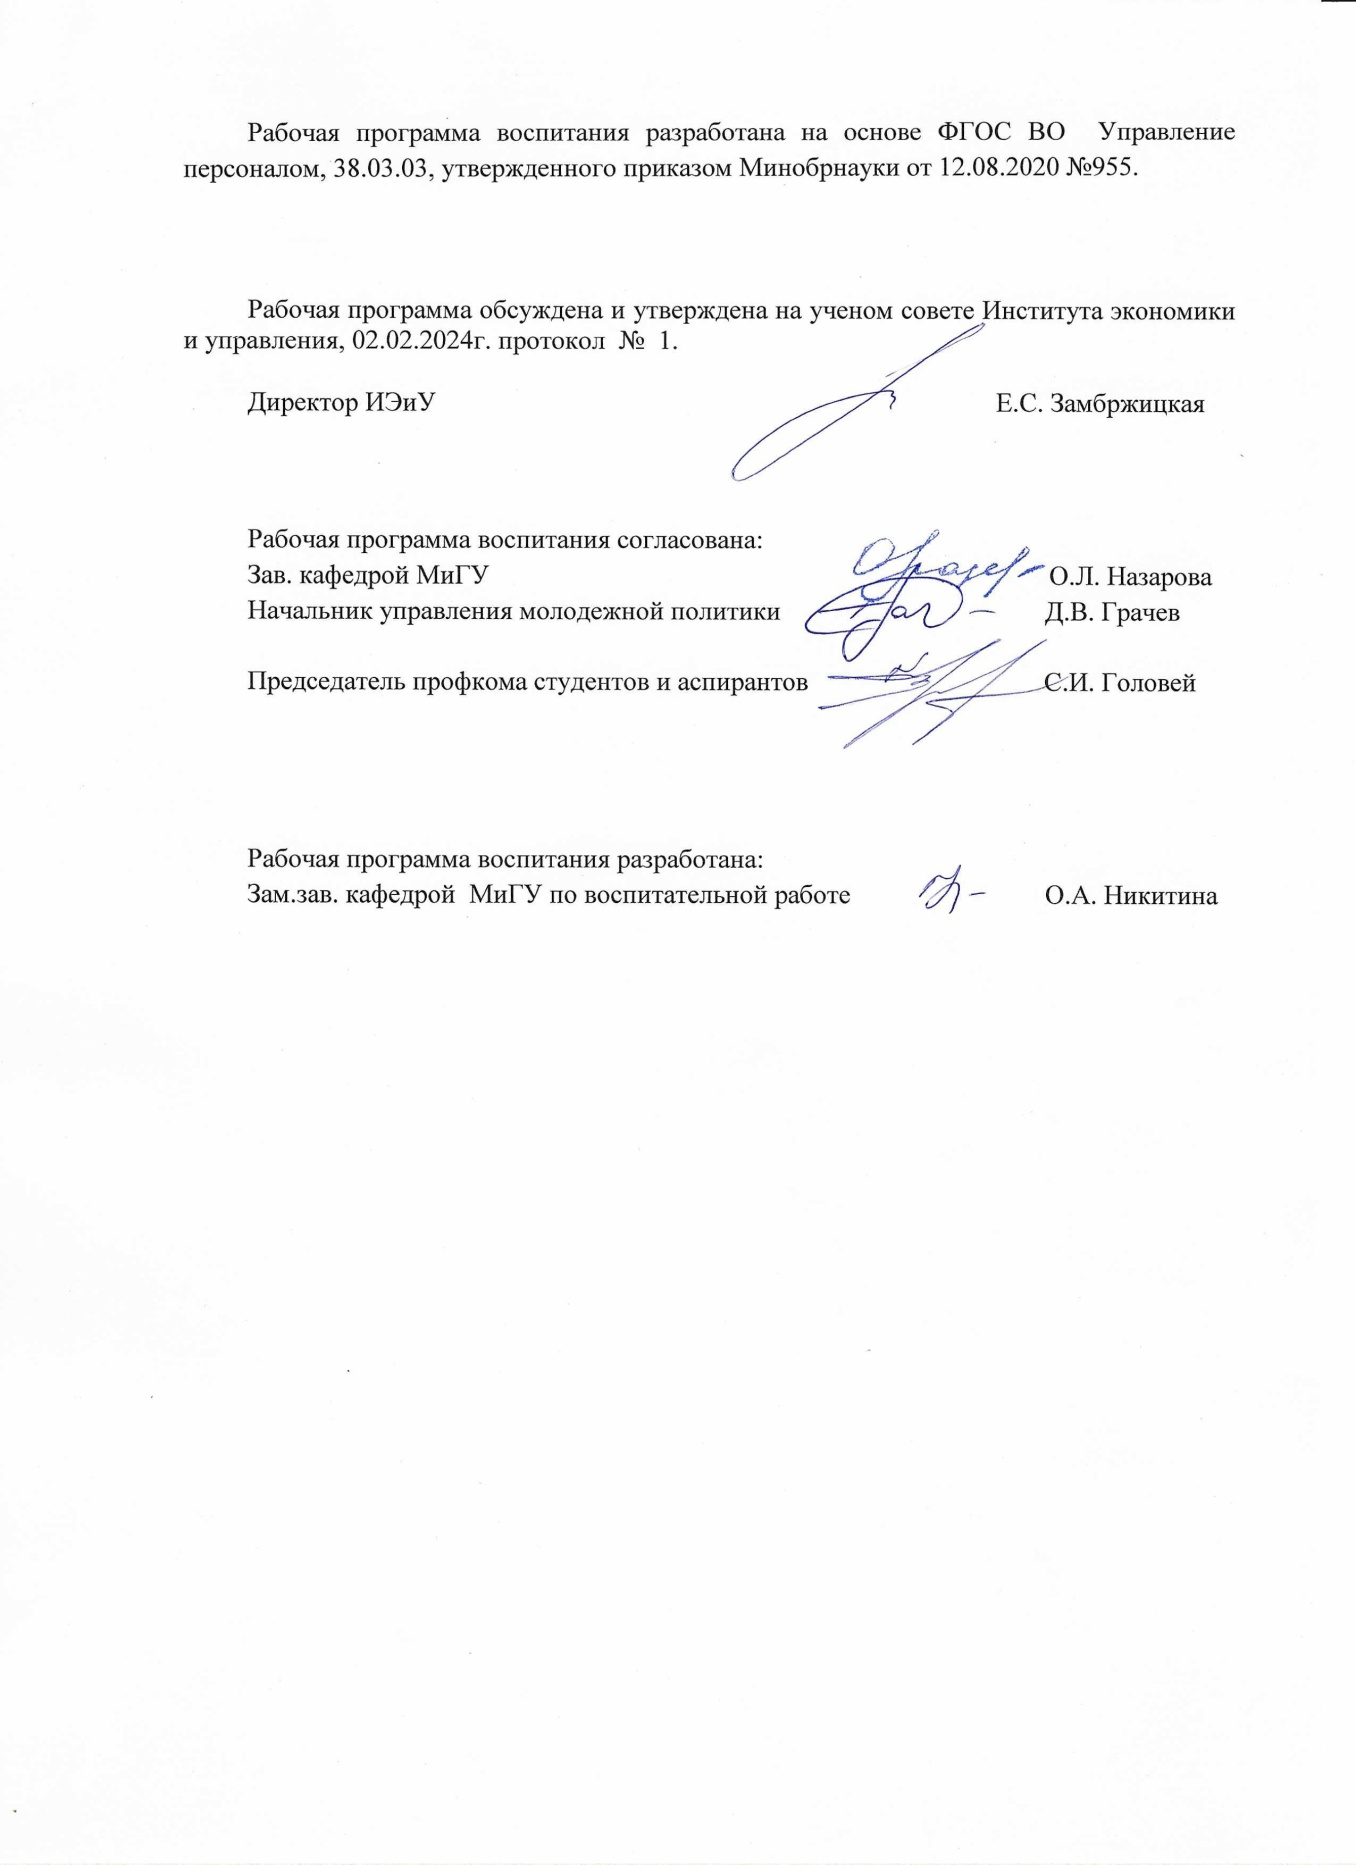 Рабочая программа воспитания разработана на основе ФГОС ВО Управление
персоналом, 38.03.03, утвержденного приказом Минобрнауки от 12.08.2020 №955.
Рабочая программа обсуждена и утверждена на ученом совете Института экономики
и управления, 02.02.2024г. протокол № 1.
Директор ИЭиУ Е.С. Замбржицкая
Рабочая программа воспитания согласована:
Зав. кафедрой МиГУ О.Л. Назарова
Начальник управления молодежной политики Д.В. Грачев
Председатель профкома студентов и аспирантов С.И. Головей
Рабочая программа воспитания разработана:
Зам.зав. кафедрой МиГУ по воспитательной работе О.А. Никитина